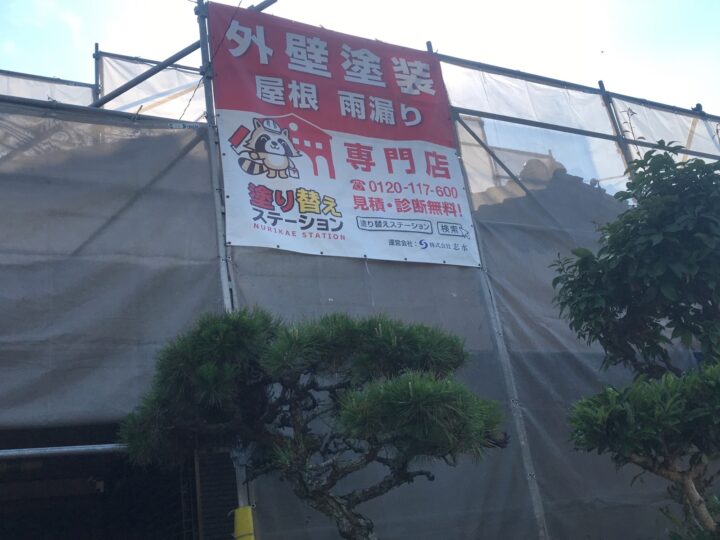 外壁塗装
屋根 雨漏り
専門店
☎0120-117-600
見積・診断無料!
塗り替え
ステーション
NURIKAE STATION
塗り替えステーション 検索
運営会社: 株式会社 志水